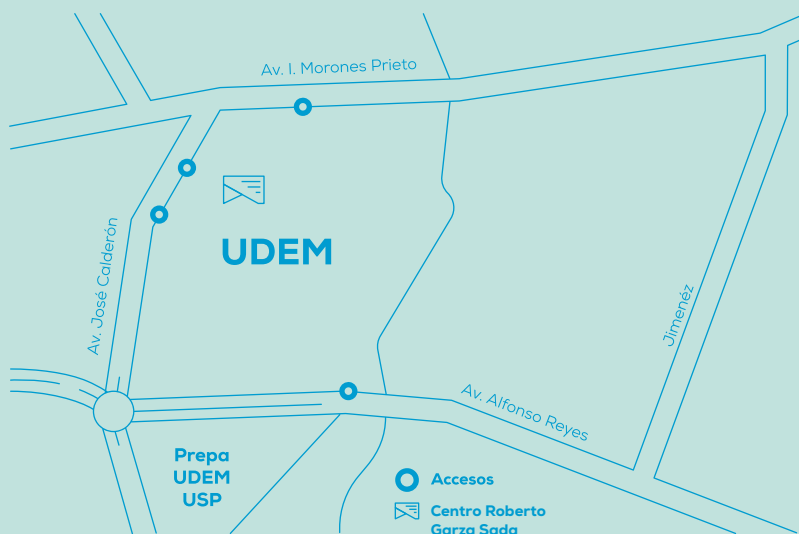 Av. I. Morones Prieto
UDEM
Av. José Calderón
Jimenéz
Av. Alfonso Reyes
Prepa
UDEM
USP
Accesos
Centro Roberto
Garza Sada